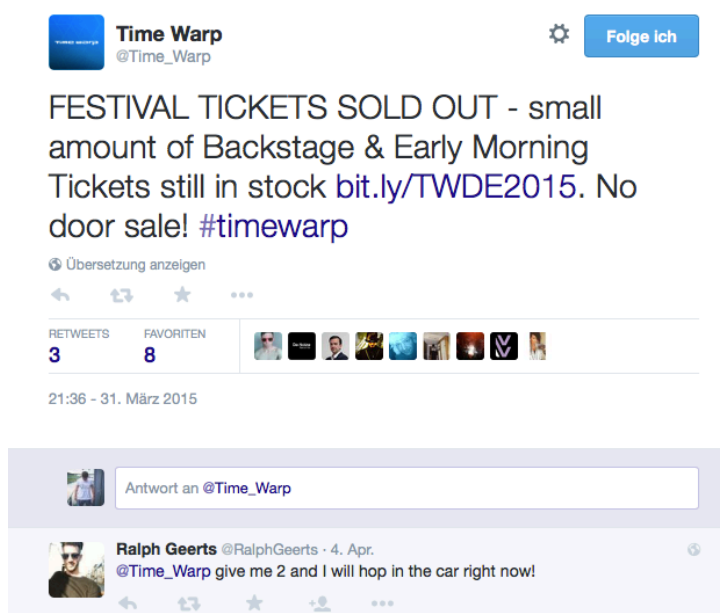 Time Warp
@Time_Warp
Folge ich
FESTIVAL TICKETS SOLD OUT - small
amount of Backstage & Early Morning
Tickets still in stock bit.ly/TWDE2015. No
door sale! #timewarp
Übersetzung anzeigen
RETWEETS FAVORITEN
3 8
21:36 - 31. März 2015
Antwort an @Time_Warp
Ralph Geerts @RalphGeerts · 4. Apr.
@Time_Warp give me 2 and I will hop in the car right now!